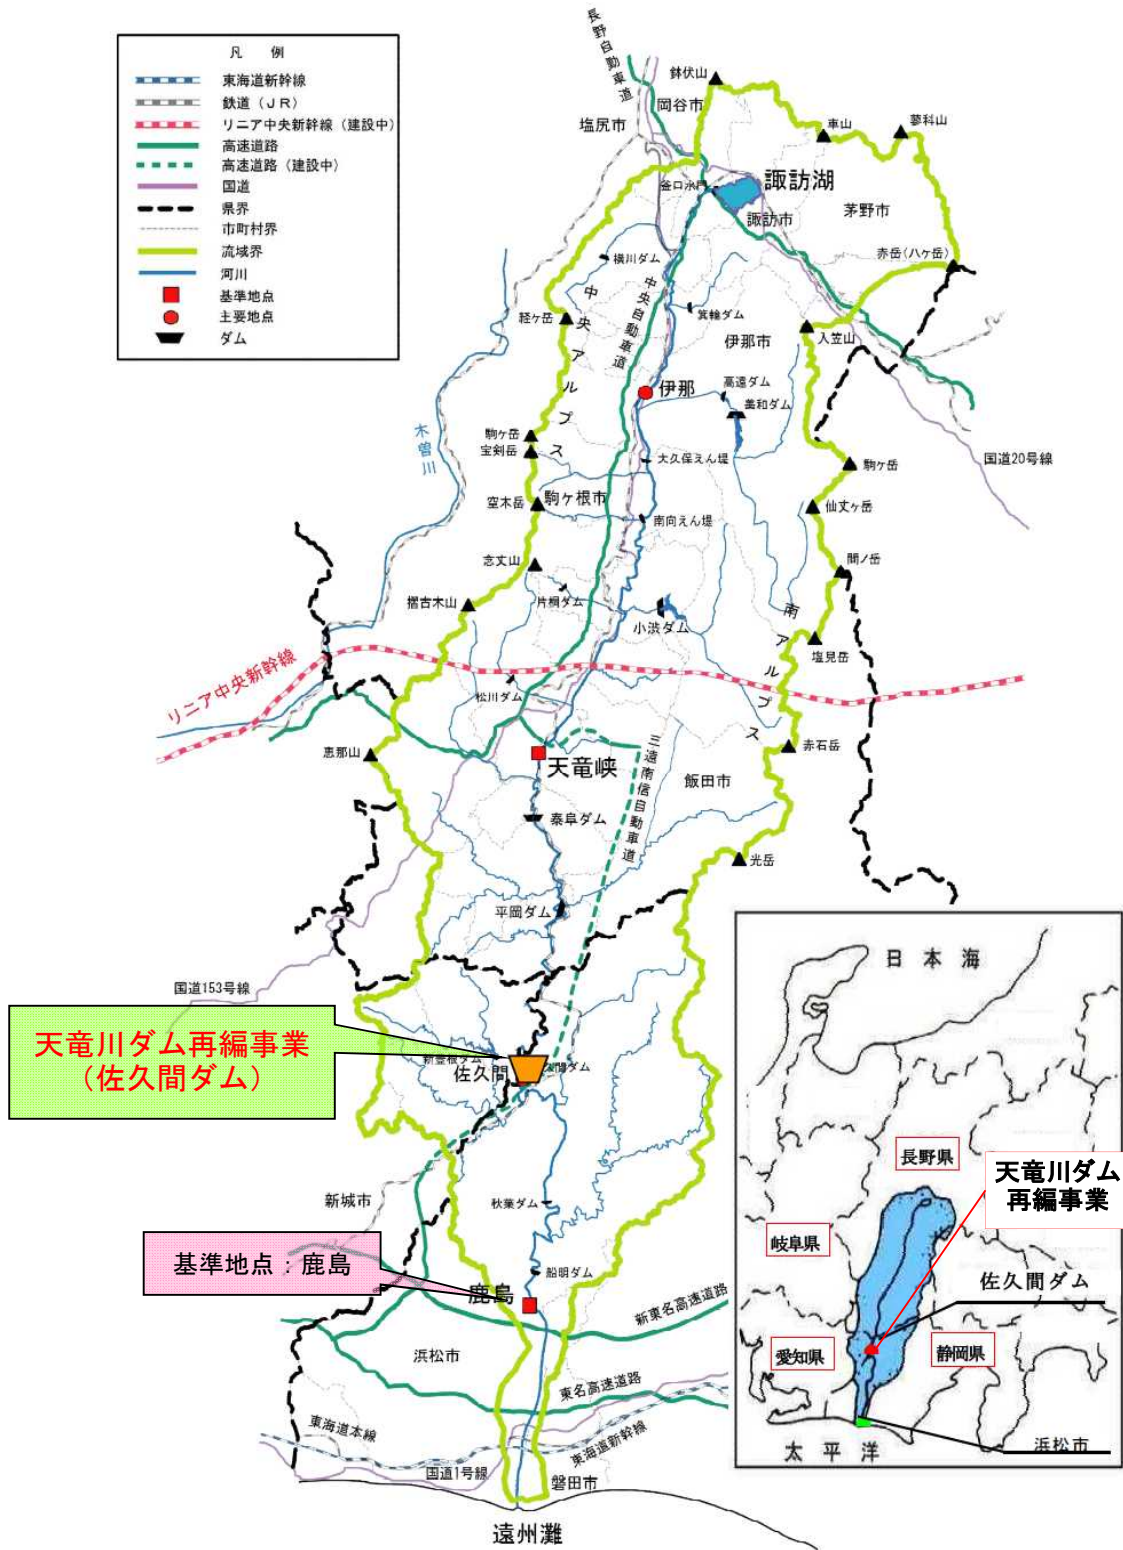 凡　例
東海道新幹線
鉄道（ＪＲ）
リニア中央新幹線（建設中）
高速道路
高速道路（建設中）
国道
県界
市町村界
流域界
河川
基準地点
主要地点
ダム
長野自動車道
鉢伏山
岡谷市
塩尻市
車山
蓼科山
釜口水門
諏訪湖
諏訪市
茅野市
赤岳（八ヶ岳）
横川ダム
中央自動車道
中央アルプス
経ヶ岳
箕輪ダム
伊那市
入笠山
伊那
高遠ダム
美和ダム
木曽川
駒ヶ岳
宝剣岳
大久保えん堤
駒ヶ岳
国道20号線
空木岳
駒ヶ根市
南向えん堤
仙丈ヶ岳
念丈山
間ノ岳
片桐ダム
摺古木山
小渋ダム
南アルプス
塩見岳
リニア中央新幹線
松川ダム
恵那山
天竜峡
三遠南信自動車道
飯田市
赤石岳
泰阜ダム
光岳
平岡ダム
国道153号線
天竜川ダム再編事業
（佐久間ダム）
新豊根ダム
佐久間
間ダム
新城市
秋葉ダム
基準地点：鹿島
船明ダム
鹿島
新東名高速道路
浜松市
東名高速道路
東海道本線
東海道新幹線
国道1号線
磐田市
遠州灘
日本海
長野県
天竜川ダム
再編事業
岐阜県
佐久間ダム
愛知県
静岡県
太平洋
浜松市